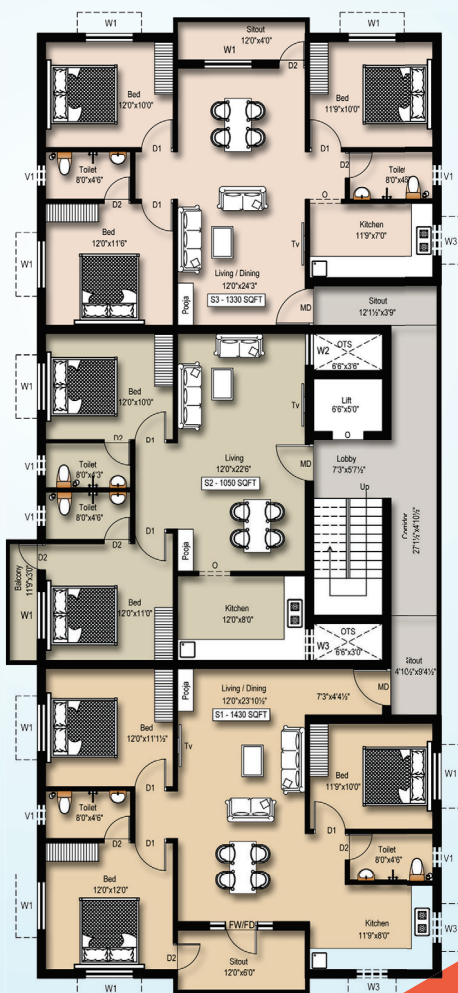 W1
W1
Sitout
12'0"x4'0"
W1
D2
Bed
12'0"x10'0"
Bed
11'9"x10'0"
D1
D1
D2
V1
Toilet
8'0"x4'6"
Toilet
V1
D2
D1
O
Kitchen
11'9"x7'0"
W3
Bed
12'0"x11'6"
W1
Tv
Living / Dining
12'0"x24'3"
S3 - 1330 SQFT
Pooja
MD
Sitout
12'1½"x3'9"
W2
OTS
6'6"x3'6"
W1
Bed
12'0"x10'0"
Tv
Lift
6'6"x5'0"
O
D2
D1
V1
Toilet
8'0"x4'3"
Living
12'0"x22'6"
S2 - 1050 SQFT
MD
Lobby
7'3"x5'7½"
Up
Toilet
8'0"x4'6"
V1
D2
D1
Corridor
27'1½"x4'10½"
Pooja
D2
Balcony
11'9"x3'0"
W1
Bed
12'0"x11'0"
O
Kitchen
12'0"x8'0"
W3
OTS
6'6"x3'0"
Sitout
4'10½"x9'4½"
Pooja
Living / Dining
12'0"x23'10½"
S1 - 1430 SQFT
7'3"x4'4½"
MD
W1
Bed
12'0"x11'1½"
Tv
Bed
11'9"x10'0"
W1
D1
V1
Toilet
8'0"x4'6"
D2
D1
D1
D2
Toilet
8'0"x4'6"
V1
Bed
12'0"x12'0"
W1
Kitchen
11'9"x8'0"
W3
FW/FD
D2
Sitout
12'0"x6'0"
W1
W3